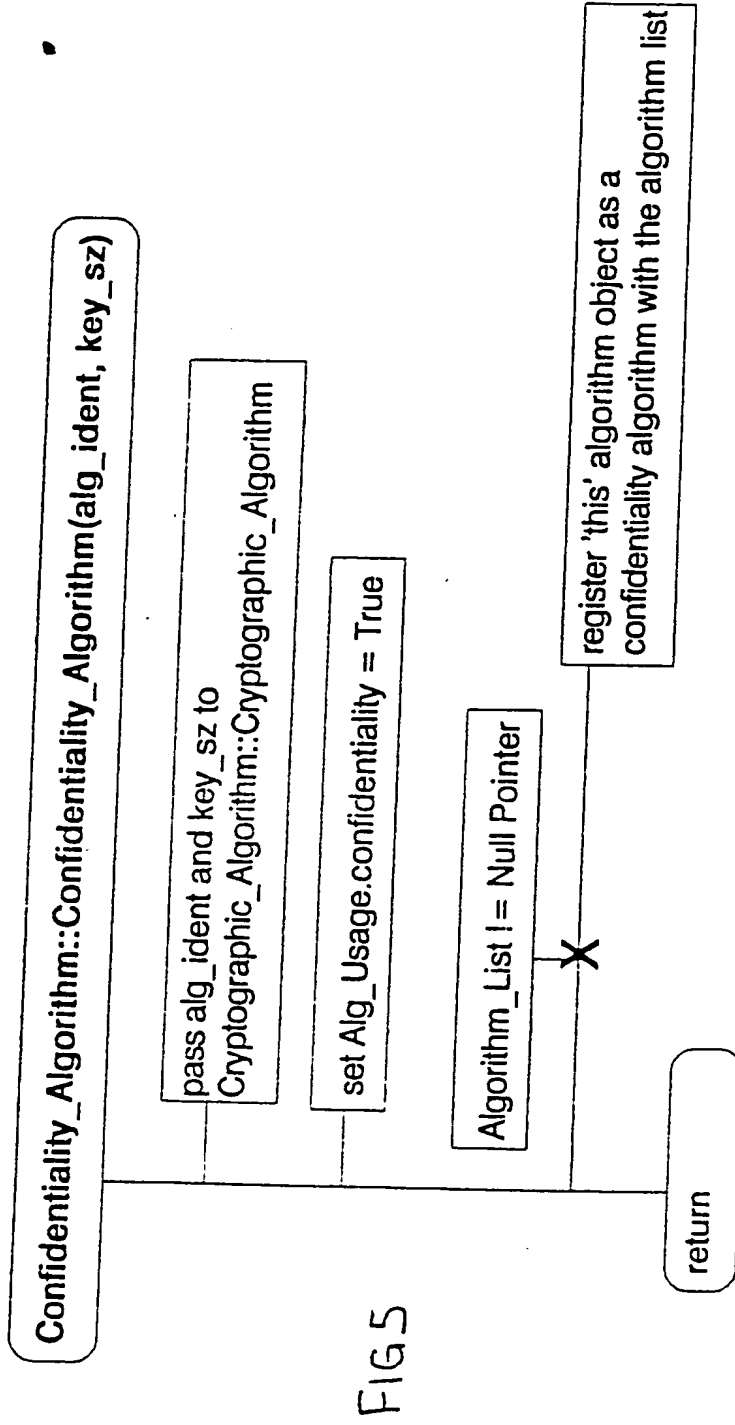 Confidentiality_Algorithm::Confidentiality_Algorithm(alg_ident, key_sz)
pass alg_ident and key_sz to
Cryptographic_Algorithm::Cryptographic_Algorithm
set Alg_Usage.confidentiality = True
Algorithm_List != Null Pointer
X
register 'this' algorithm object as a
confidentiality algorithm with the algorithm list
return
FIG5